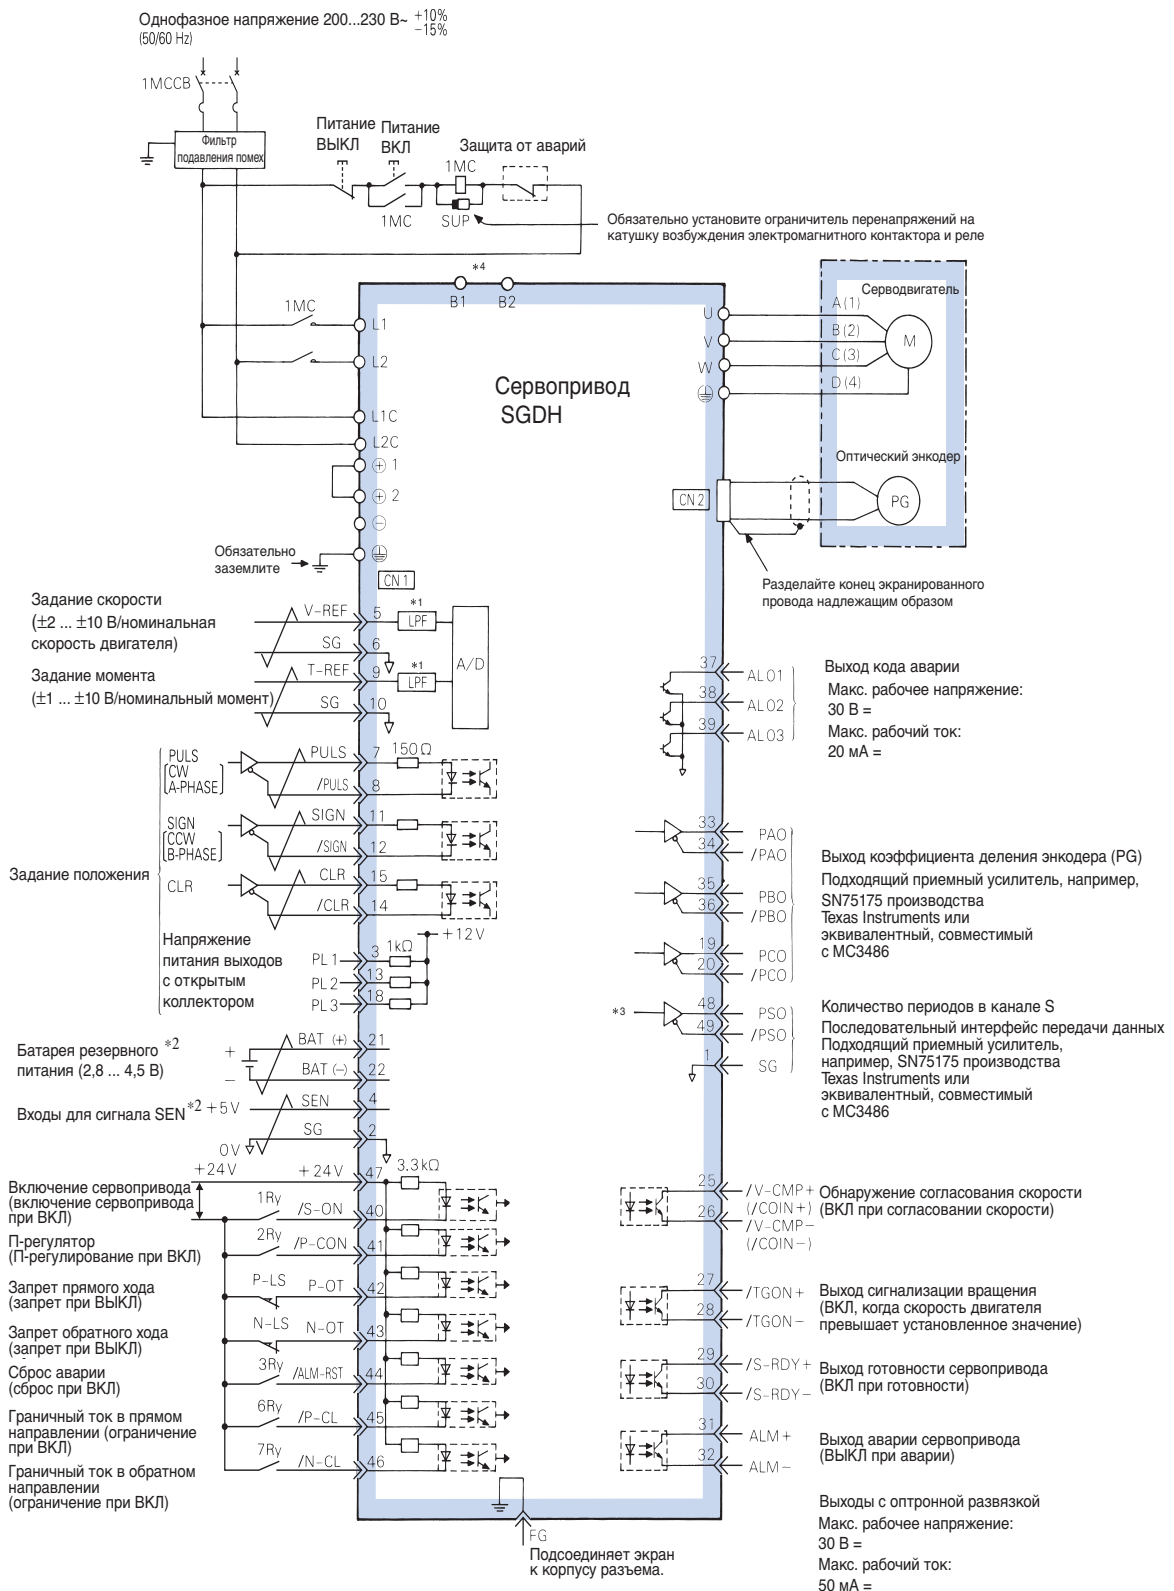 Однофазное напряжение 200...230 В~ +10%
−15%
(50/60 Hz)
1MCCB
Фильтр
подавления помех
Питание
ВЫКЛ
Питание
ВКЛ
Защита от аварий
1MC
1MC
SUP
Обязательно установите ограничитель перенапряжений на
катушку возбуждения электромагнитного контактора и реле
*4
B1
B2
1MC
L1
L2
L1C
L2C
⊕ 1
⊕ 2
⊖
Сервопривод
SGDH
U
V
W
Серводвигатель
A (1)
B (2)
C (3)
D (4)
M
Оптический энкодер
CN 2
PG
Разделайте конец экранированного
провода надлежащим образом
Обязательно
заземлите
CN 1
Задание скорости
(±2 ... ±10 В/номинальная
скорость двигателя)
V-REF 5
*1
LPF
SG 6
A/D
Задание момента
(±1 ... ±10 В/номинальный момент)
T-REF 9
*1
LPF
SG 10
Задание положения
PULS
CW
A-PHASE
PULS 7
150Ω
/PULS 8
SIGN
CCW
B-PHASE
SIGN 11
/SIGN 12
CLR
CLR 15
/CLR 14
Напряжение
питания выходов
с открытым
коллектором
+12V
PL1 3 1kΩ
PL2 13
PL3 18
Батарея резервного *2
питания (2,8 ... 4,5 В)
+
−
BAT (+) 21
BAT (−) 22
Входы для сигнала SEN *2 +5V
0V
SEN 4
SG 2
+24V
+24V 47
3.3kΩ
Включение сервопривода
(включение сервопривода
при ВКЛ)
1Ry /S-ON 40
П-регулятор
(П-регулирование при ВКЛ)
2Ry /P-CON 41
Запрет прямого хода
(запрет при ВЫКЛ)
P-LS P-OT 42
Запрет обратного хода
(запрет при ВЫКЛ)
N-LS N-OT 43
Сброс аварии
(сброс при ВКЛ)
3Ry /ALM-RST 44
Граничный ток в прямом
направлении (ограничение
при ВКЛ)
6Ry /P-CL 45
Граничный ток в обратном
направлении
(ограничение при ВКЛ)
7Ry /N-CL 46
37 ALO1
38 ALO2
39 ALO3
Выход кода аварии
Макс. рабочее напряжение:
30 В =
Макс. рабочий ток:
20 мА =
33 PAO
34 /PAO
35 PBO
36 /PBO
19 PCO
20 /PCO
Выход коэффициента деления энкодера (PG)
Подходящий приемный усилитель, например,
SN75175 производства
Texas Instruments или
эквивалентный, совместимый
с MC3486
*3
48 PSO
49 /PSO
1 SG
Количество периодов в канале S
Последовательный интерфейс передачи данных
Подходящий приемный усилитель,
например, SN75175 производства
Texas Instruments или
эквивалентный, совместимый
с MC3486
25 /V-CMP+
(/COIN+)
26 /V-CMP−
(/COIN−)
Обнаружение согласования скорости
(ВКЛ при согласовании скорости)
27 /TGON+
28 /TGON−
Выход сигнализации вращения
(ВКЛ, когда скорость двигателя
превышает установленное значение)
29 /S-RDY+
30 /S-RDY−
Выход готовности сервопривода
(ВКЛ при готовности)
31 ALM+
32 ALM−
Выход аварии сервопривода
(ВЫКЛ при аварии)
Выходы с оптронной развязкой
Макс. рабочее напряжение:
30 В =
Макс. рабочий ток:
50 мА =
FG
Подсоединяет экран
к корпусу разъема.